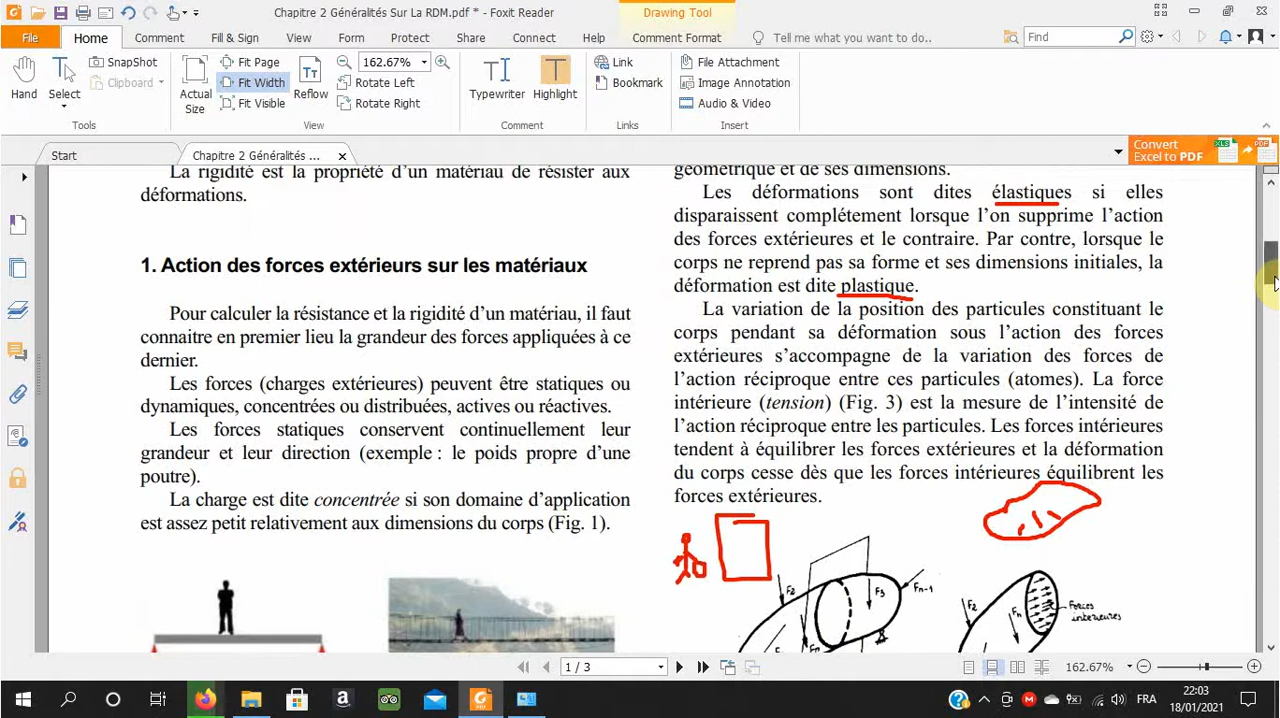 Chapitre 2 Généralités Sur La RDM.pdf * - Foxit Reader
Drawing Tool
File
Home
Comment
Fill & Sign
View
Form
Protect
Share
Connect
Help
Comment Format
Tell me what you want to do..
Find
Hand
Select
SnapShot
Clipboard
Tools
Actual
Size
Fit Page
Fit Width
Fit Visible
Reflow
162.67%
Rotate Left
Rotate Right
View
Typewriter
Highlight
Comment
Link
Bookmark
Links
File Attachment
Image Annotation
Audio & Video
Insert
Start
Chapitre 2 Généralités ...
Convert
Excel to PDF
XLS
PDF
La rigidité est la propriété d'un matériau de résister aux
déformations.
1. Action des forces extérieurs sur les matériaux
Pour calculer la résistance et la rigidité d'un matériau, il faut
connaitre en premier lieu la grandeur des forces appliquées à ce
dernier.
Les forces (charges extérieures) peuvent être statiques ou
dynamiques, concentrées ou distribuées, actives ou réactives.
Les forces statiques conservent continuellement leur
grandeur et leur direction (exemple : le poids propre d'une
poutre).
La charge est dite concentrée si son domaine d'application
est assez petit relativement aux dimensions du corps (Fig. 1).
géométrique et de ses dimensions.
Les déformations sont dites élastiques si elles
disparaissent complétement lorsque l'on supprime l'action
des forces extérieures et le contraire. Par contre, lorsque le
corps ne reprend pas sa forme et ses dimensions initiales, la
déformation est dite plastique.
La variation de la position des particules constituant le
corps pendant sa déformation sous l'action des forces
extérieures s'accompagne de la variation des forces de
l'action réciproque entre ces particules (atomes). La force
intérieure (tension) (Fig. 3) est la mesure de l'intensité de
l'action réciproque entre les particules. Les forces intérieures
tendent à équilibrer les forces extérieures et la déformation
du corps cesse dès que les forces intérieures équilibrent les
forces extérieures.
F2
F3
Fn-1
Fn
F2
Fn
Forces
intérieures
1 / 3
162.67%
FRA
22:03
18/01/2021